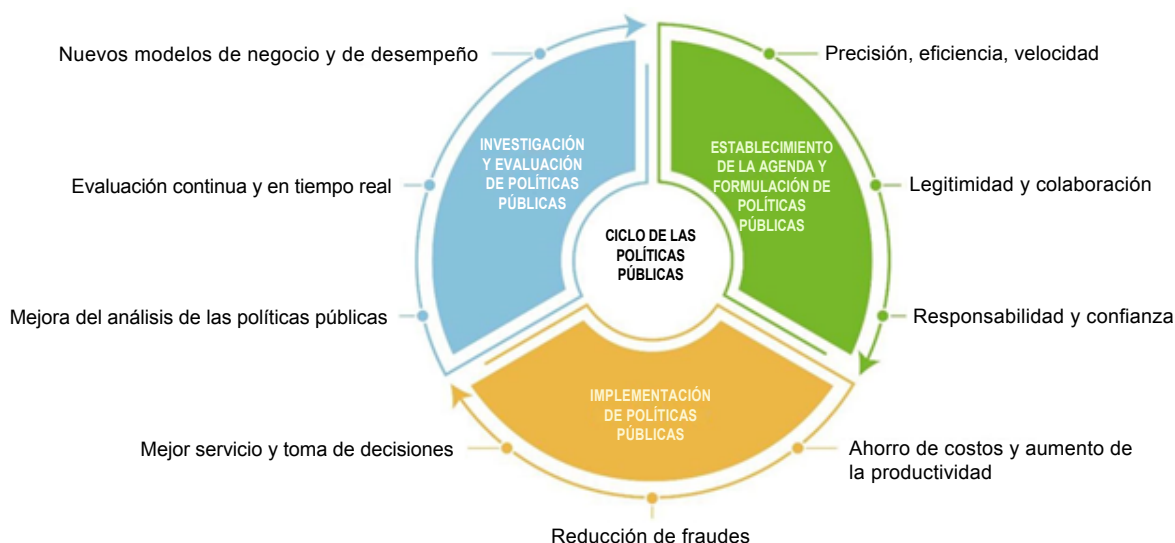 Nuevos modelos de negocio y de desempeño
Precisión, eficiencia, velocidad
INVESTIGACIÓN
Y EVALUACIÓN
DE POLÍTICAS
PÚBLICAS
ESTABLECIMIENTO
DE LA AGENDA Y
FORMULACIÓN DE
POLÍTICAS
PÚBLICAS
Evaluación continua y en tiempo real
Legitimidad y colaboración
CICLO DE LAS
POLÍTICAS
PÚBLICAS
Mejora del análisis de las políticas públicas
Responsabilidad y confianza
IMPLEMENTACIÓN
DE POLÍTICAS
PÚBLICAS
Mejor servicio y toma de decisiones
Ahorro de costos y aumento de
la productividad
Reducción de fraudes